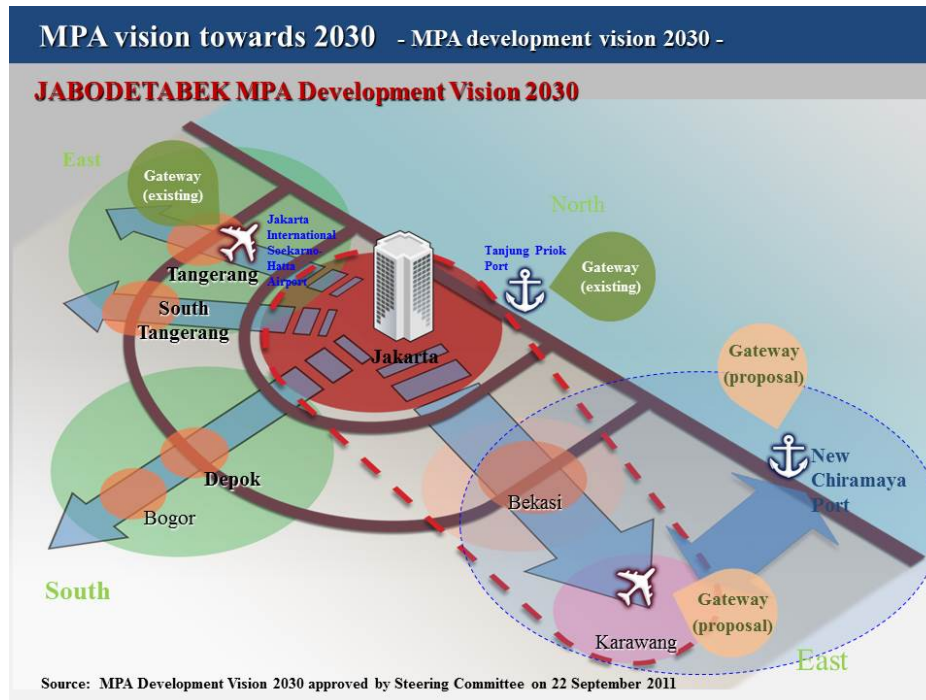 MPA vision towards 2030 - MPA development vision 2030 -
JABODETABEK MPA Development Vision 2030
East
Gateway
(existing)
North
Jakarta
International
Soekarno-
Hatta
Airport
Tanjung Priok
Port
Gateway
(existing)
Tangerang
South
Tangerang
Jakarta
Gateway
(proposal)
New
Chiramaya
Port
Depok
Bekasi
Bogor
South
Gateway
(proposal)
Karawang
East
Source: MPA Development Vision 2030 approved by Steering Committee on 22 September 2011